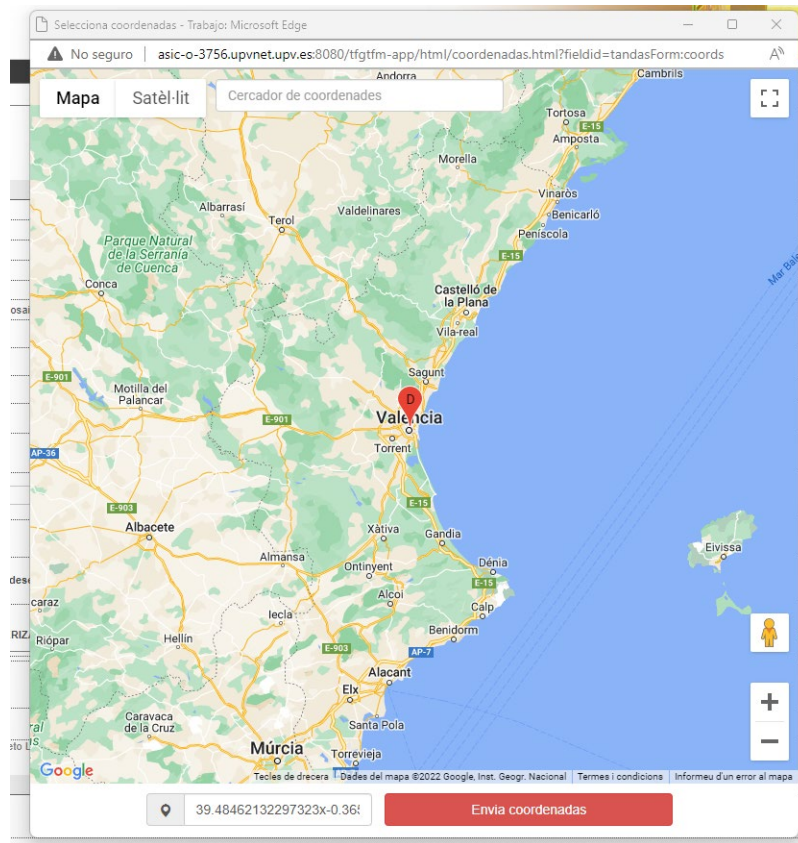 Selecciona coordenadas - Trabajo: Microsoft Edge
No seguro | asic-o-3756.upvnet.upv.es:8080/tfgtfm-app/html/coordenadas.html?fieldid=tandasForm:coords
Mapa
Satèl·lit
Cercador de coordenades
Andorra
Cambrils
Tortosa
E-15
Amposta
Morella
Vinaròs
Benicarló
Peníscola
Albarrasí
Terol
Valdelinares
Parque Natural
de la Serranía
de Cuenca
E-15
Mar Bale
Conca
Castelló de
la Plana
Vila-real
Sagunt
E-901
Motilla del
Palancar
D
València
E-901
Torrent
AP-36
E-903
E-15
Albacete
Xàtiva
Gandia
Eivissa
Almansa
Ontinyent
Dénia
E-15
caraz
Alcoi
Calp
Iecla
Benidorm
Riópar
Hellín
E-903
AP-7
Alacant
Elx
Caravaca
de la Cruz
Santa Pola
Múrcia
Torrevieja
Google
Tecles de drecera
Dades del mapa ©2022 Google, Inst. Geogr. Nacional
Termes i condicions
Informeu d'un error al mapa
39.48462132297323x-0.365
Envia coordenadas